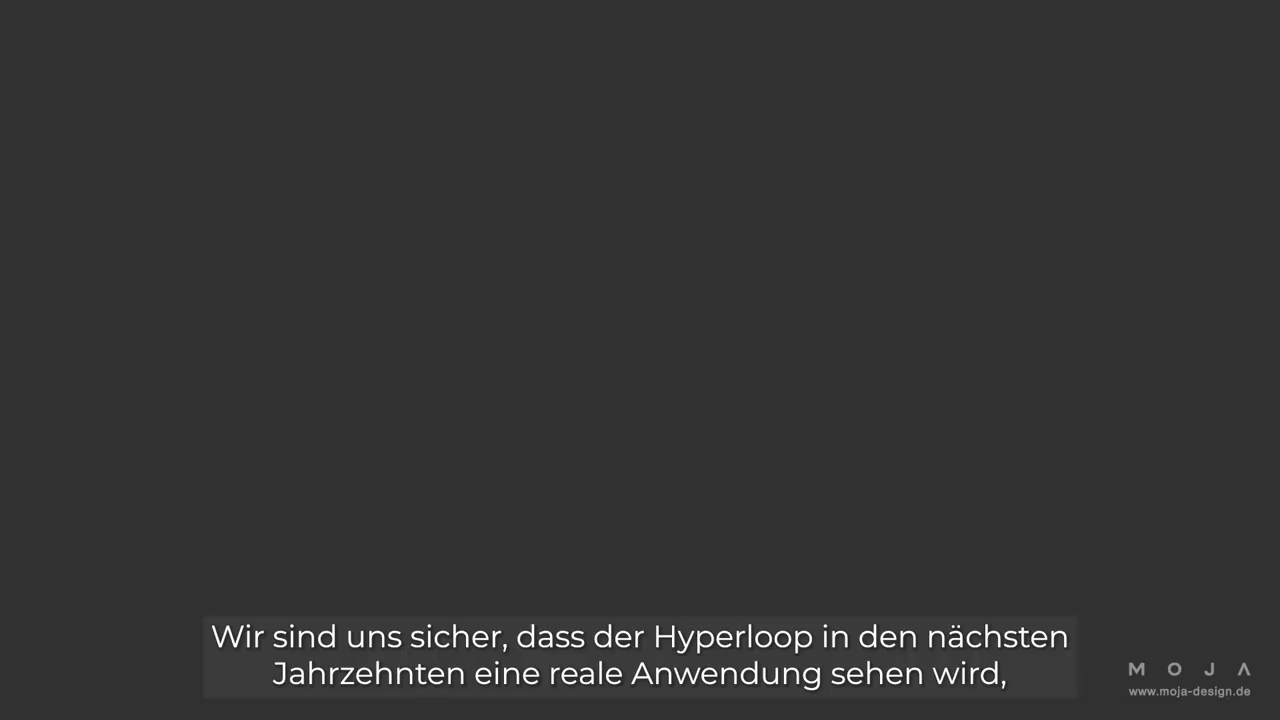 Wir sind uns sicher, dass der Hyperloop in den nächsten
Jahrzehnten eine reale Anwendung sehen wird,
MOJA
www.moja-design.de